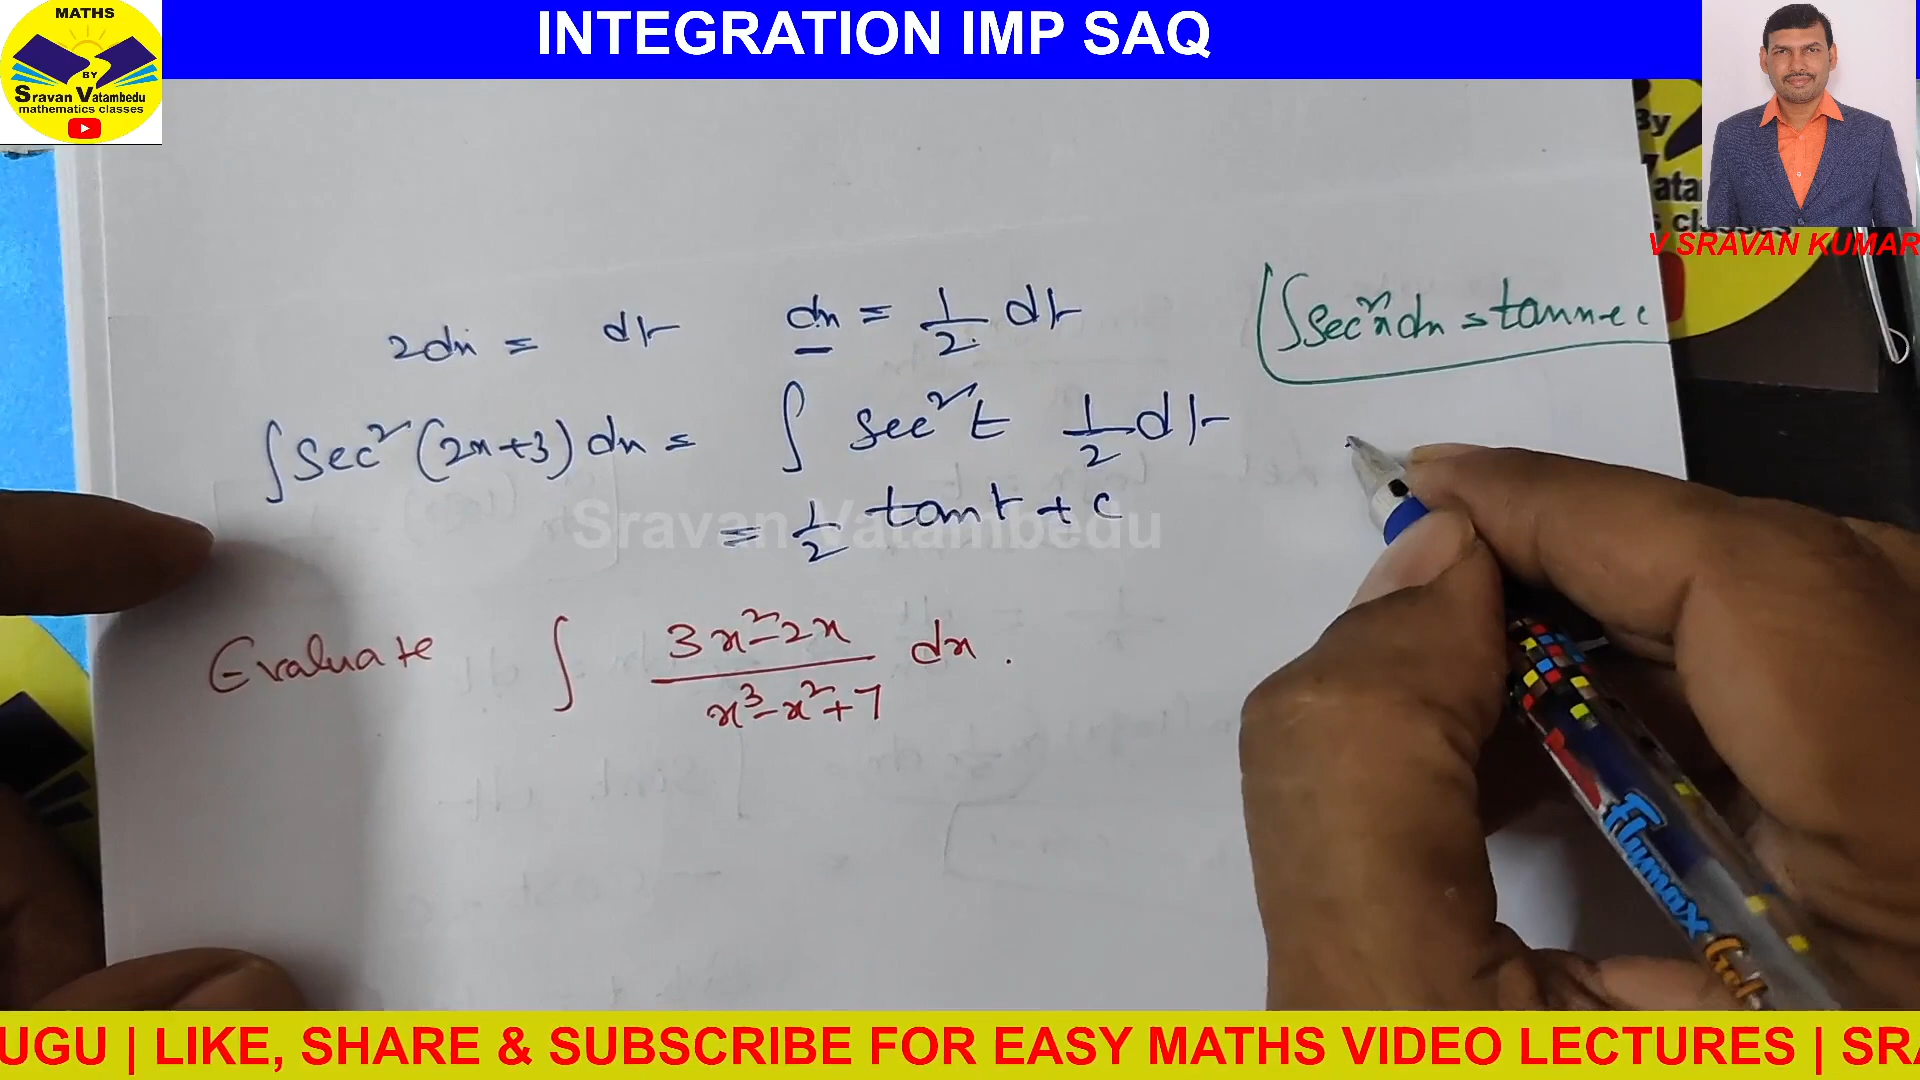 MATHS
BY
Sravan Vatambedu
mathematics classes
INTEGRATION IMP SAQ
By
V SRAVAN KUMAR
2dx = dt dx = 1/2 dt
∫sec²x dx = tanx+c
∫sec²(2x+3)dx = ∫ sec²t 1/2 dt
= 1/2 tant + c
Sravan Vatambedu
Evaluate ∫ 3x²-2x / x³-x²+7 dx.
Flumax
UGU | LIKE, SHARE & SUBSCRIBE FOR EASY MATHS VIDEO LECTURES | SRA